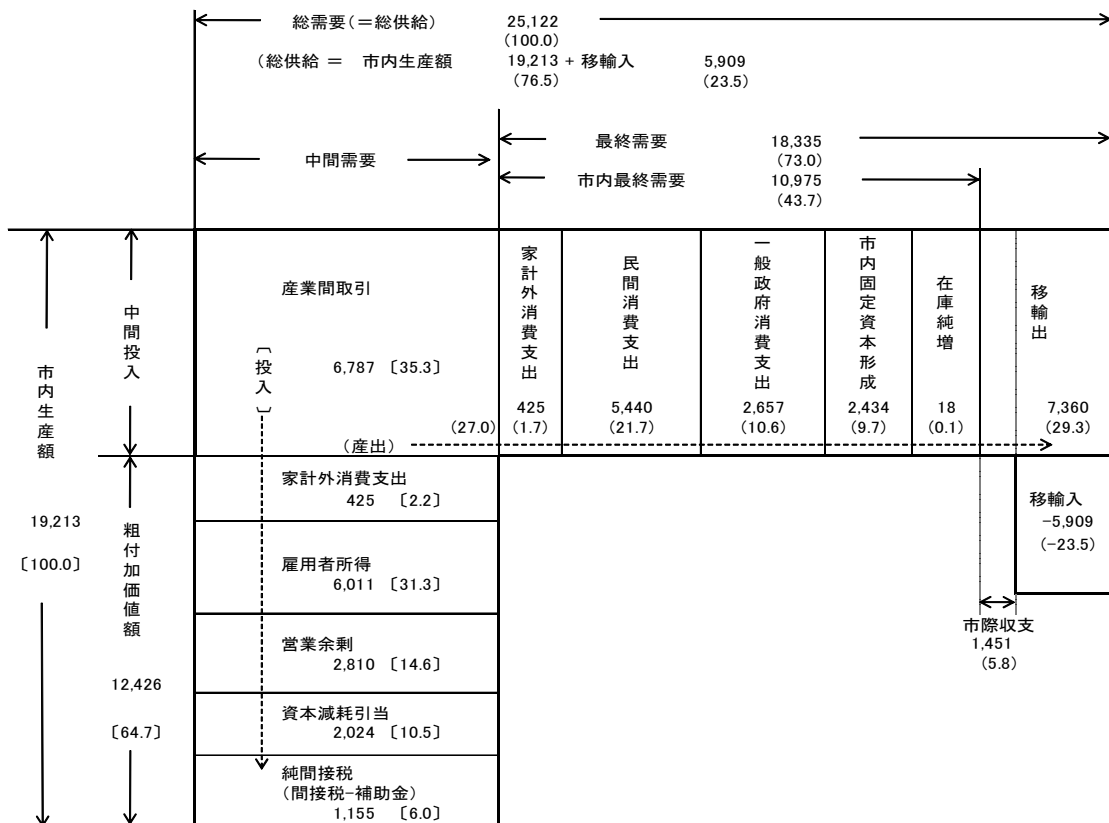 総需要(=総供給) 25,122
(100.0)
(総供給 = 市内生産額 19,213 + 移輸入 5,909
(76.5) (23.5)
最終需要 18,335
(73.0)
中間需要
市内最終需要 10,975
(43.7)
市内生産額
19,213
〔100.0〕
中間投入
粗付加価値額
12,426
〔64.7〕
産業間取引
6,787 〔35.3〕
〔投入〕
(27.0)
(産出)
家計外消費支出
425
(1.7)
民間消費支出
5,440
(21.7)
一般政府消費支出
2,657
(10.6)
市内固定資本形成
2,434
(9.7)
在庫純増
18
(0.1)
移輸出
7,360
(29.3)
家計外消費支出
425 〔2.2〕
雇用者所得
6,011 〔31.3〕
営業余剰
2,810 〔14.6〕
資本減耗引当
2,024 〔10.5〕
純間接税
(間接税-補助金)
1,155 〔6.0〕
移輸入
-5,909
(-23.5)
市際収支
1,451
(5.8)